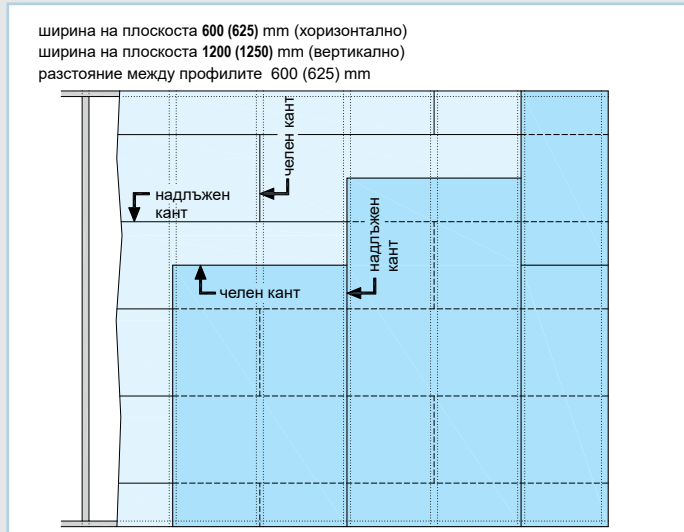 ширина на плоскоста 600 (625) mm (хоризонтално)
ширина на плоскоста 1200 (1250) mm (вертикално)
разстояние между профилите 600 (625) mm
челен кант
надлъжен
кант
надлъжен
кант
челен кант